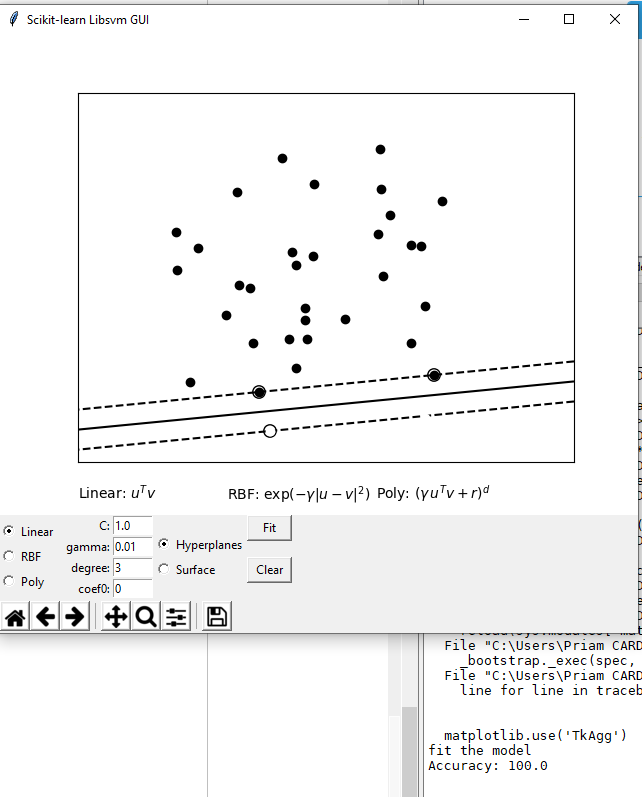 Scikit-learn Libsvm GUI
Linear: u^T v
RBF: exp(−γ|u − v|^2)
Poly: (γu^T v + r)^d
Linear
RBF
Poly
C: 1.0
gamma: 0.01
degree: 3
coef0: 0
Hyperplanes
Surface
Fit
Clear
File "C:\Users\Priam CARD
_bootstrap._exec(spec,
File "C:\Users\Priam CARD
line for line in traceb
matplotlib.use('TkAgg')
fit the model
Accuracy: 100.0